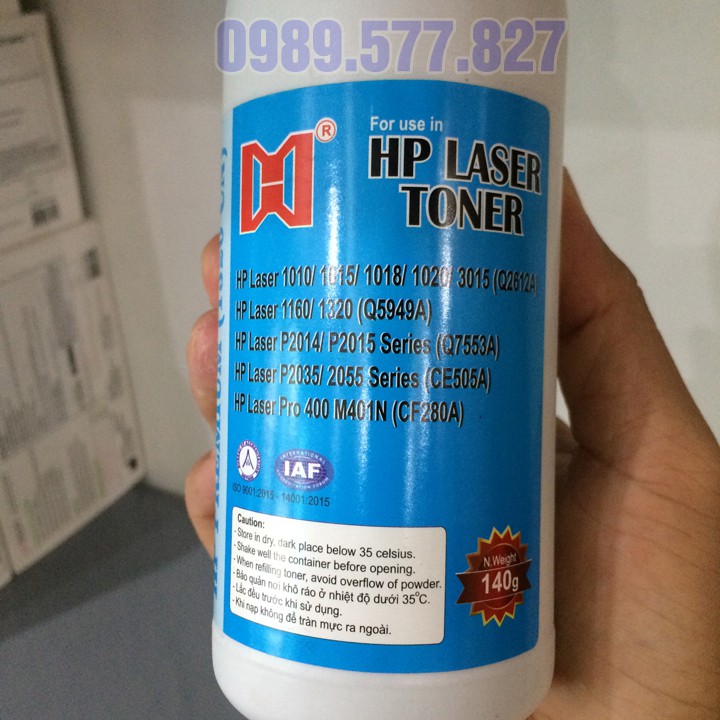 0989.577.827
®
For use in
HP LASER
TONER
HP Laser 1010/ 1015/ 1018/ 1020/ 3015 (Q2612A)
HP Laser 1160/ 1320 (Q5949A)
HP Laser P2014/ P2015 Series (Q7553A)
HP Laser P2035/ 2055 Series (CE505A)
HP Laser Pro 400 M401N (CF280A)
INTERNATIONAL
IAF
ISO 9001:2015 - 14001:2015
Caution:
- Store in dry, dark place below 35 celsius.
- Shake well the container before opening.
- When refilling toner, avoid overflow of powder.
- Bảo quản nơi khô ráo ở nhiệt độ dưới 35°C.
- Lắc đều trước khi sử dụng.
- Khi nạp không để tràn mực ra ngoài.
N.Weight
140g